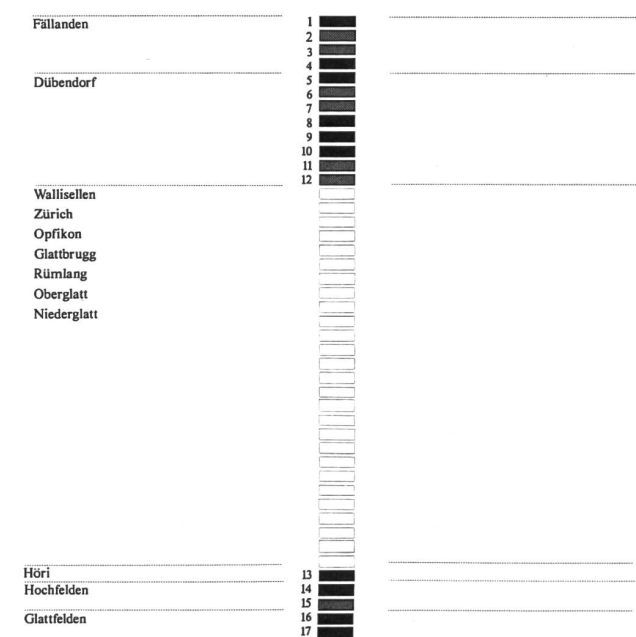 Fällanden 1
2
3
4
Dübendorf 5
6
7
8
9
10
11
12
Wallisellen
Zürich
Opfikon
Glattbrugg
Rümlang
Oberglatt
Niederglatt
Höri 13
Hochfelden 14
15
Glattfelden 16
17